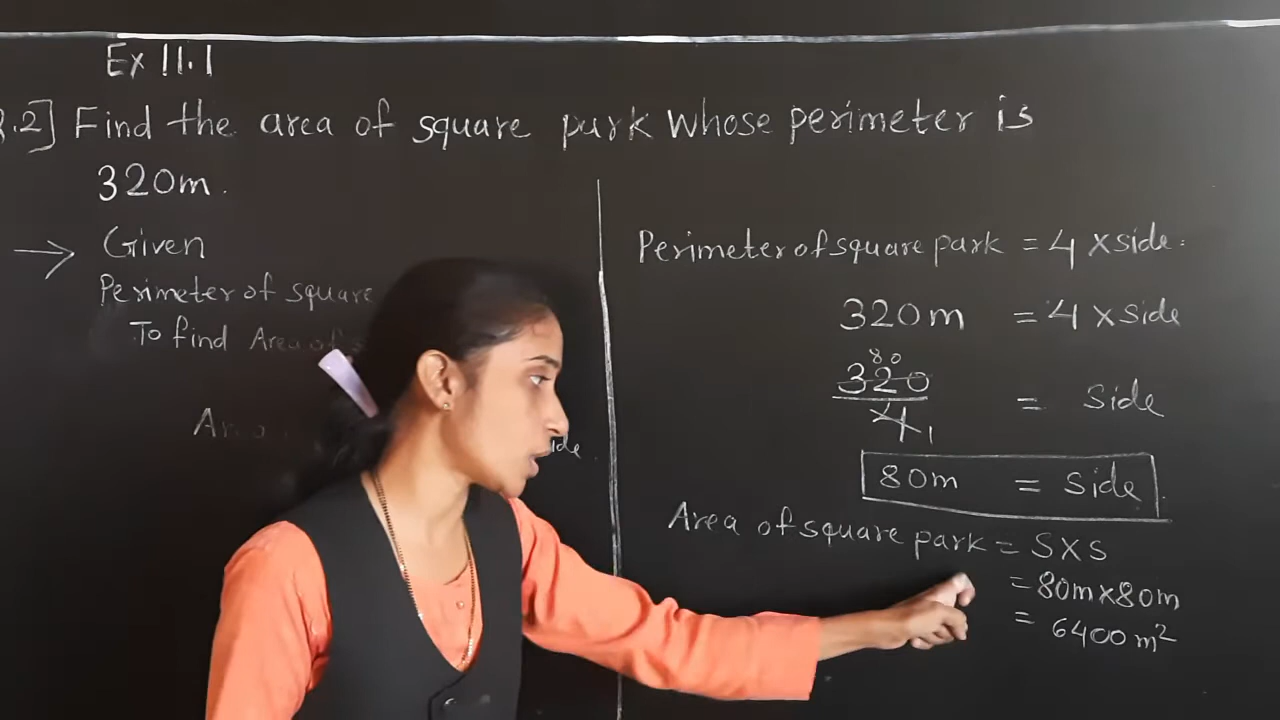 Ex 11.1
.2] Find the area of square park whose perimeter is
320m.
Given
Perimeter of square
To find Area of
Perimeter of square park = 4 × side.
320m = 4 × side
80
320
4 1
= side
80m = side
Area of square park = S×S
= 80m×80m
= 6400 m²